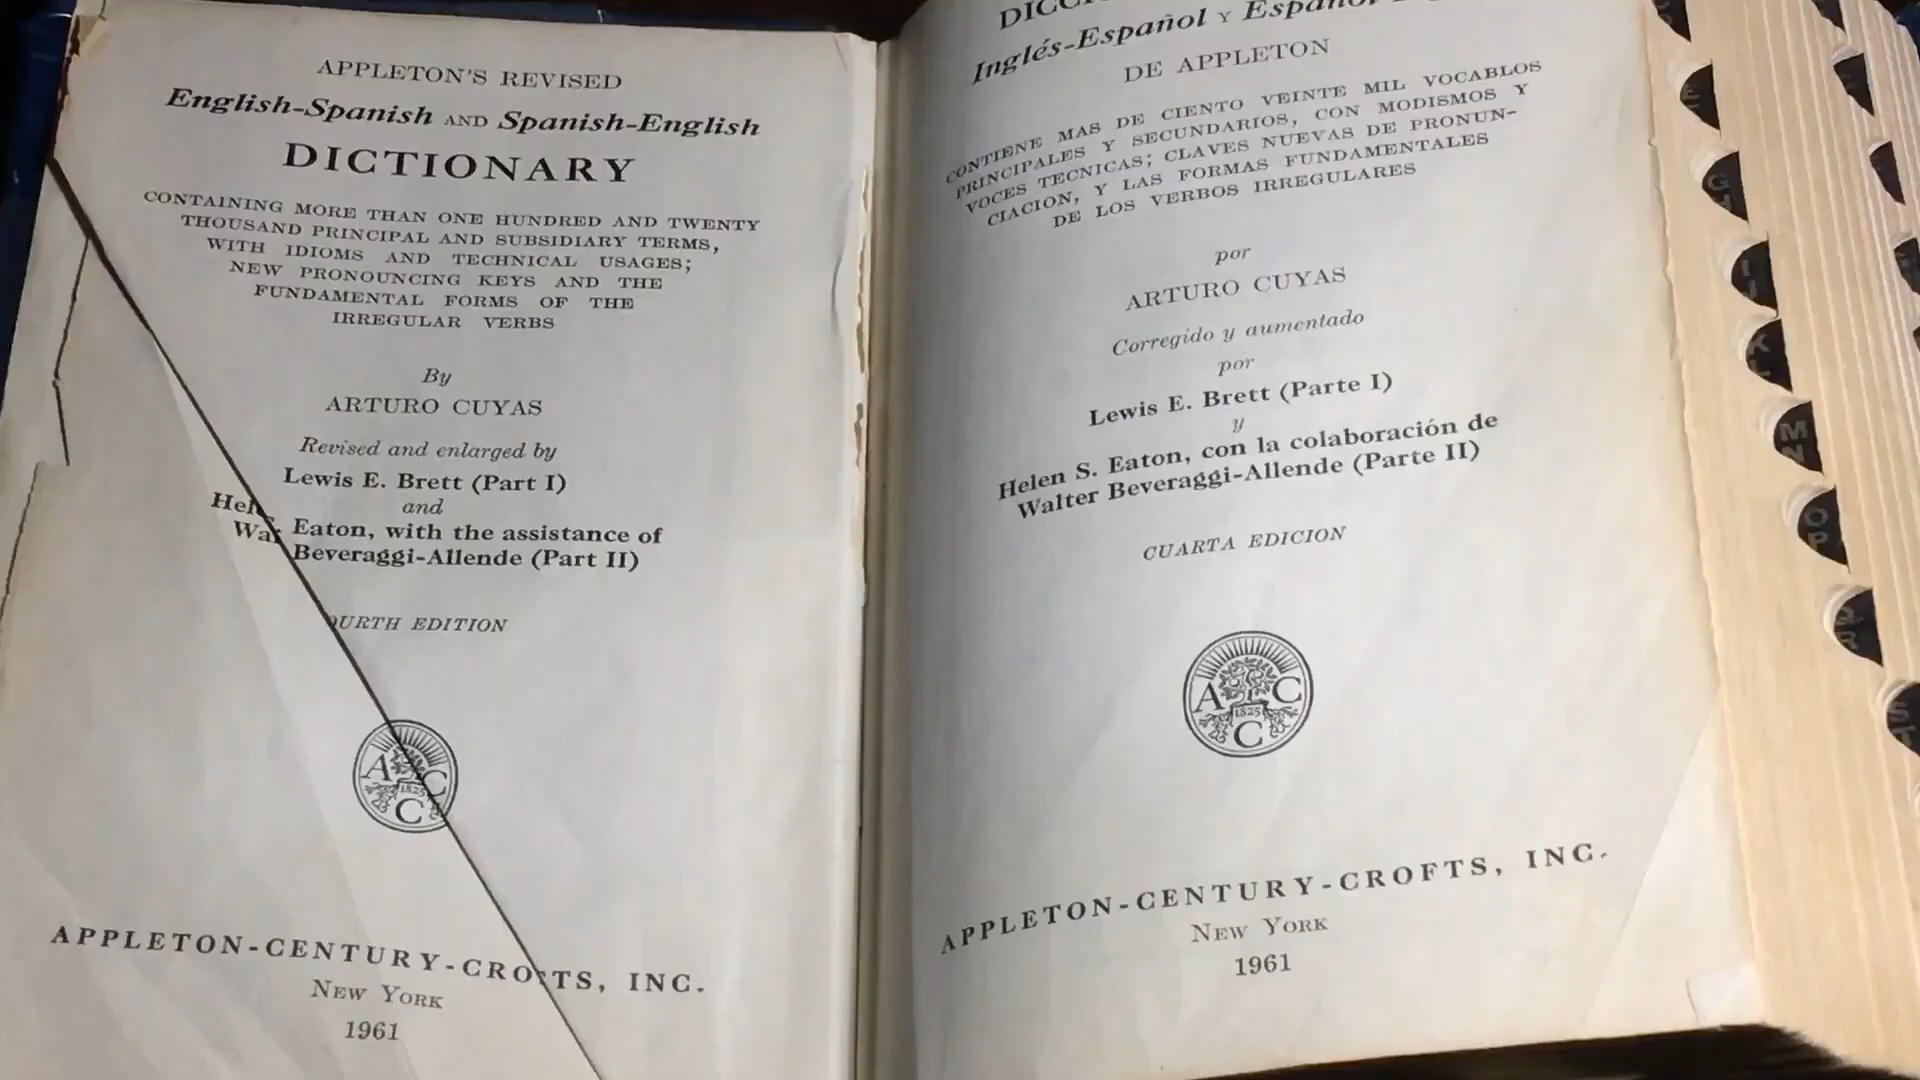 APPLETON'S REVISED
English-Spanish AND Spanish-English
DICTIONARY
CONTAINING MORE THAN ONE HUNDRED AND TWENTY
THOUSAND PRINCIPAL AND SUBSIDIARY TERMS,
WITH IDIOMS AND TECHNICAL USAGES;
NEW PRONOUNCING KEYS AND THE
FUNDAMENTAL FORMS OF THE
IRREGULAR VERBS
By
ARTURO CUYAS
Revised and enlarged by
Lewis E. Brett (Part I)
and
Eaton, with the assistance of
Beveraggi-Allende (Part II)
EDITION
A C
1825
C
APPLETON-CENTURY-CROFTS, INC.
NEW YORK
1961
Inglés-Español Y Español
DE APPLETON
CONTIENE MAS DE CIENTO VEINTE MIL VOCABLOS
PRINCIPALES Y SECUNDARIOS, CON MODISMOS Y
VOCES TECNICAS; CLAVES NUEVAS DE PRONUN-
CIACION, Y LAS FORMAS FUNDAMENTALES
DE LOS VERBOS IRREGULARES
por
ARTURO CUYAS
Corregido y aumentado
por
Lewis E. Brett (Parte I)
y
Helen S. Eaton, con la colaboración de
Walter Beveraggi-Allende (Parte II)
CUARTA EDICION
A C
1825
C
APPLETON-CENTURY-CROFTS, INC.
NEW YORK
1961
E
G
I
J
K
L
M
N
O
P
Q
R
S
T